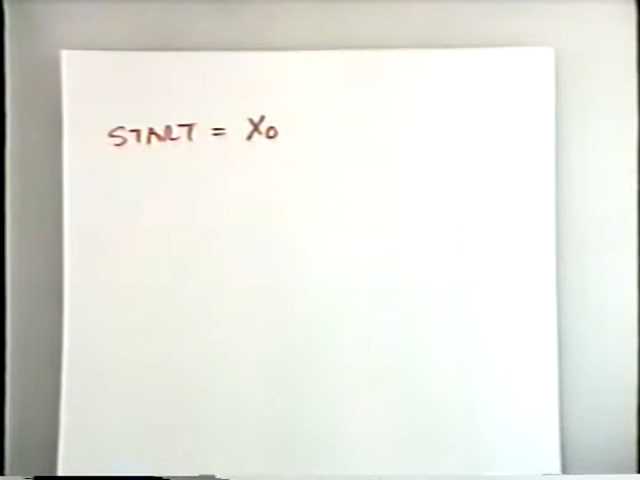 START = X₀